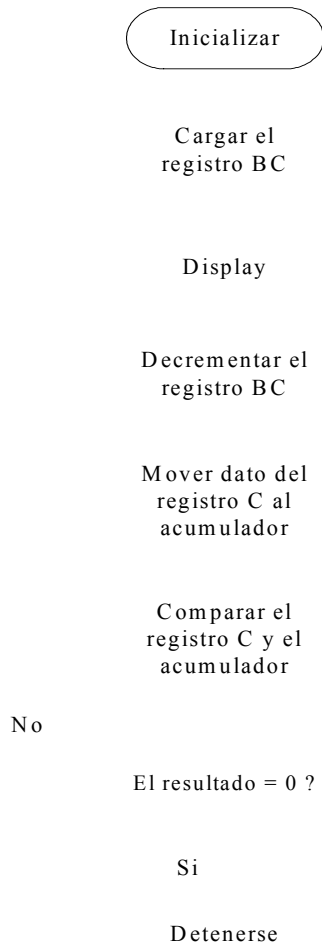 Inicializar
Cargar el
registro BC
Display
Decrementar el
registro BC
Mover dato del
registro C al
acumulador
Comparar el
registro C y el
acumulador
No
El resultado = 0 ?
Si
Detenerse